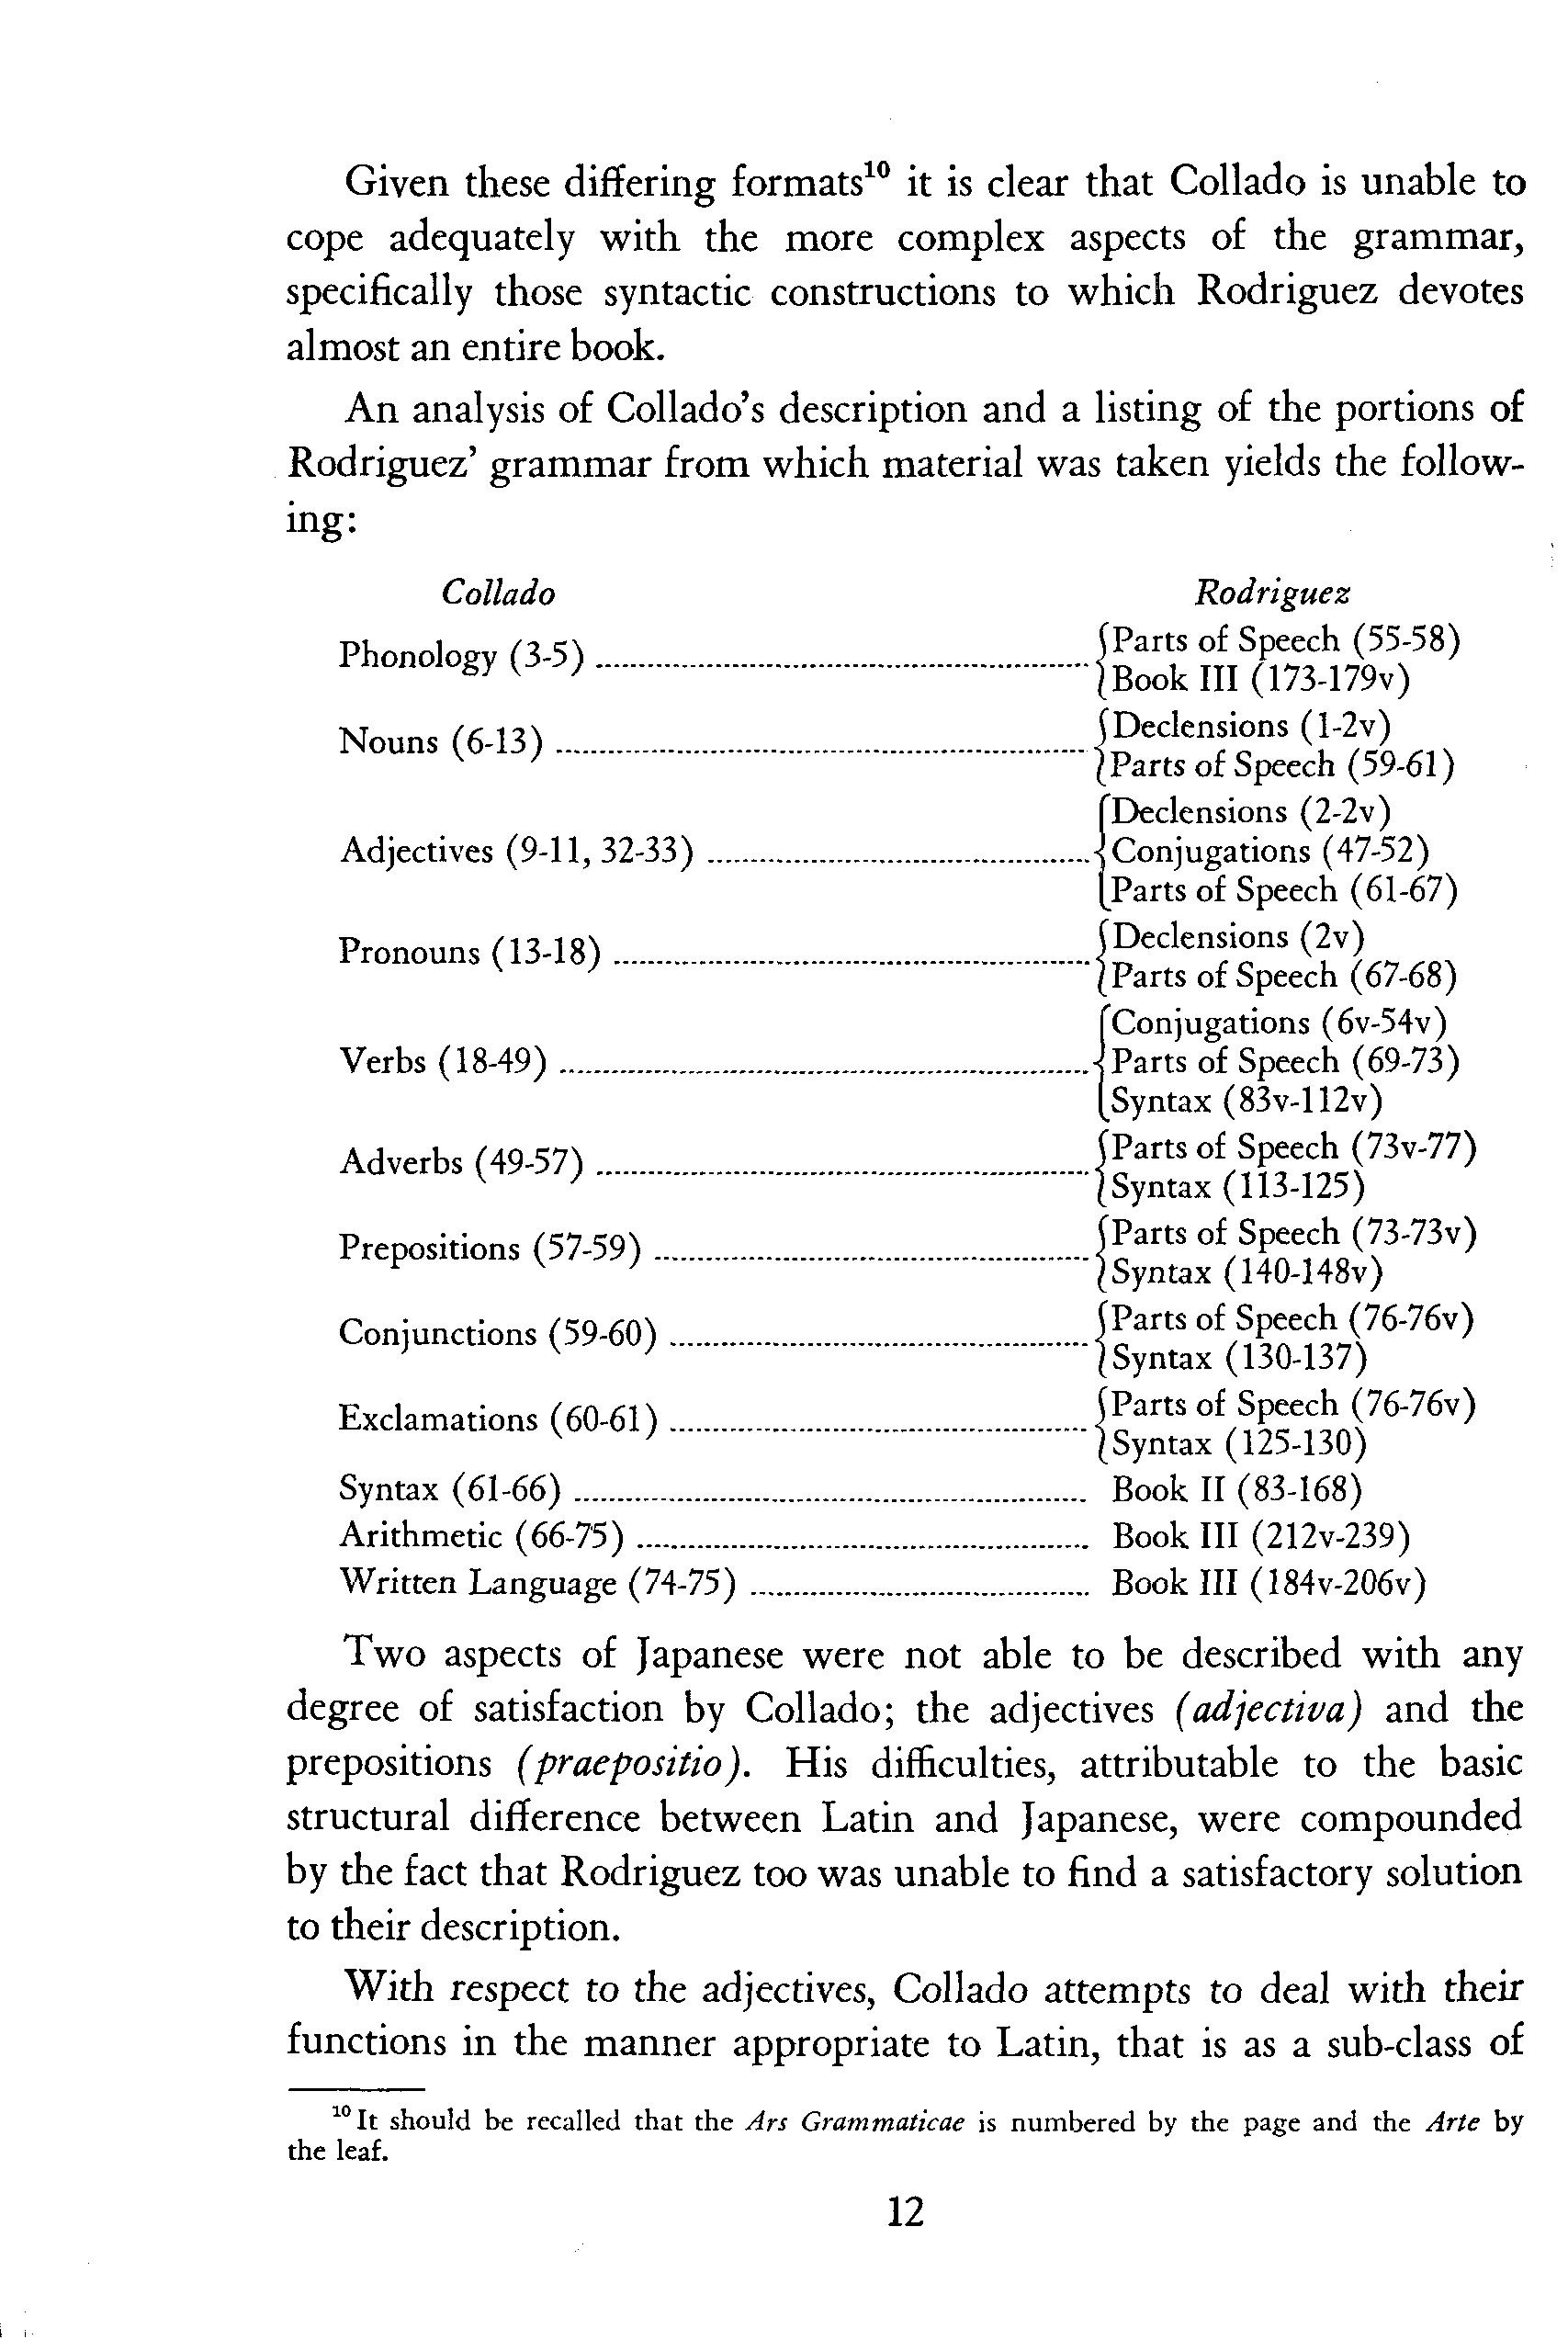 Given these differing formats¹⁰ it is clear that Collado is unable to
cope adequately with the more complex aspects of the grammar,
specifically those syntactic constructions to which Rodriguez devotes
almost an entire book.
An analysis of Collado's description and a listing of the portions of
Rodriguez' grammar from which material was taken yields the follow-
ing:
Collado Rodriguez
Phonology (3-5) Parts of Speech (55-58)
Book III (173-179v)
Nouns (6-13) Declensions (1-2v)
Parts of Speech (59-61)
Declensions (2-2v)
Adjectives (9-11, 32-33) Conjugations (47-52)
Parts of Speech (61-67)
Pronouns (13-18) Declensions (2v)
Parts of Speech (67-68)
Conjugations (6v-54v)
Verbs (18-49) Parts of Speech (69-73)
Syntax (83v-112v)
Adverbs (49-57) Parts of Speech (73v-77)
Syntax (113-125)
Prepositions (57-59) Parts of Speech (73-73v)
Syntax (140-148v)
Conjunctions (59-60) Parts of Speech (76-76v)
Syntax (130-137)
Exclamations (60-61) Parts of Speech (76-76v)
Syntax (125-130)
Syntax (61-66) Book II (83-168)
Arithmetic (66-75) Book III (212v-239)
Written Language (74-75) Book III (184v-206v)
Two aspects of Japanese were not able to be described with any
degree of satisfaction by Collado; the adjectives (adjectiva) and the
prepositions (praepositio). His difficulties, attributable to the basic
structural difference between Latin and Japanese, were compounded
by the fact that Rodriguez too was unable to find a satisfactory solution
to their description.
With respect to the adjectives, Collado attempts to deal with their
functions in the manner appropriate to Latin, that is as a sub-class of
¹⁰It should be recalled that the Ars Grammaticae is numbered by the page and the Arte by
the leaf.
12